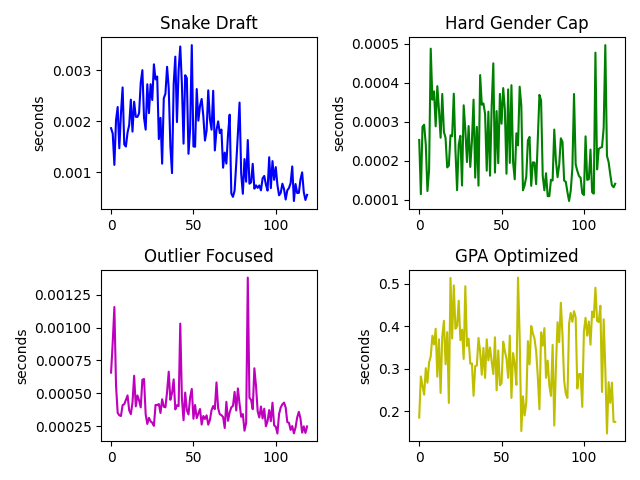 Snake Draft
Hard Gender Cap
seconds
0.003
0.002
0.001
0 50 100
seconds
0.0005
0.0004
0.0003
0.0002
0.0001
0 50 100
Outlier Focused
GPA Optimized
seconds
0.00125
0.00100
0.00075
0.00050
0.00025
0 50 100
seconds
0.5
0.4
0.3
0.2
0 50 100